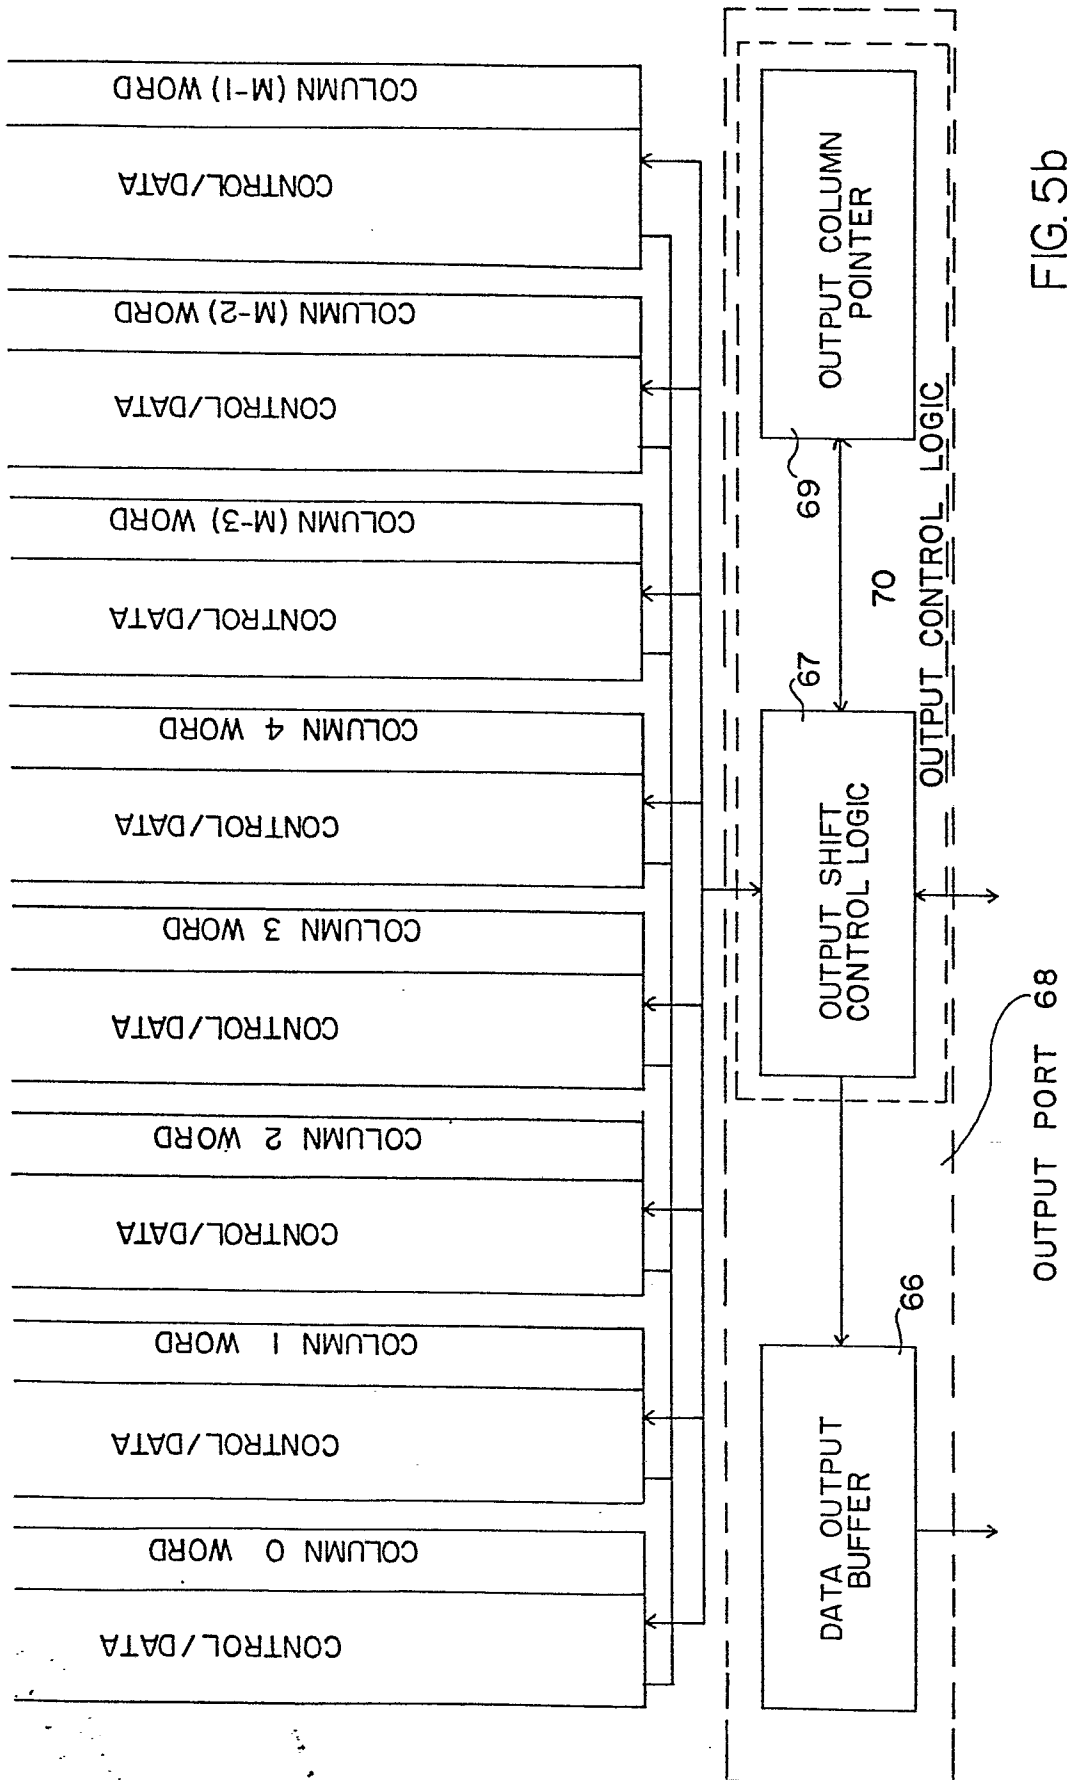 COLUMN (M-1) WORD
CONTROL/DATA
COLUMN (M-2) WORD
CONTROL/DATA
COLUMN (M-3) WORD
CONTROL/DATA
COLUMN 4 WORD
CONTROL/DATA
COLUMN 3 WORD
CONTROL/DATA
COLUMN 2 WORD
CONTROL/DATA
COLUMN 1 WORD
CONTROL/DATA
COLUMN 0 WORD
CONTROL/DATA
DATA OUTPUT
BUFFER
66
OUTPUT SHIFT
CONTROL LOGIC
67
OUTPUT COLUMN
POINTER
69
70
OUTPUT CONTROL LOGIC
OUTPUT PORT 68
FIG. 5b